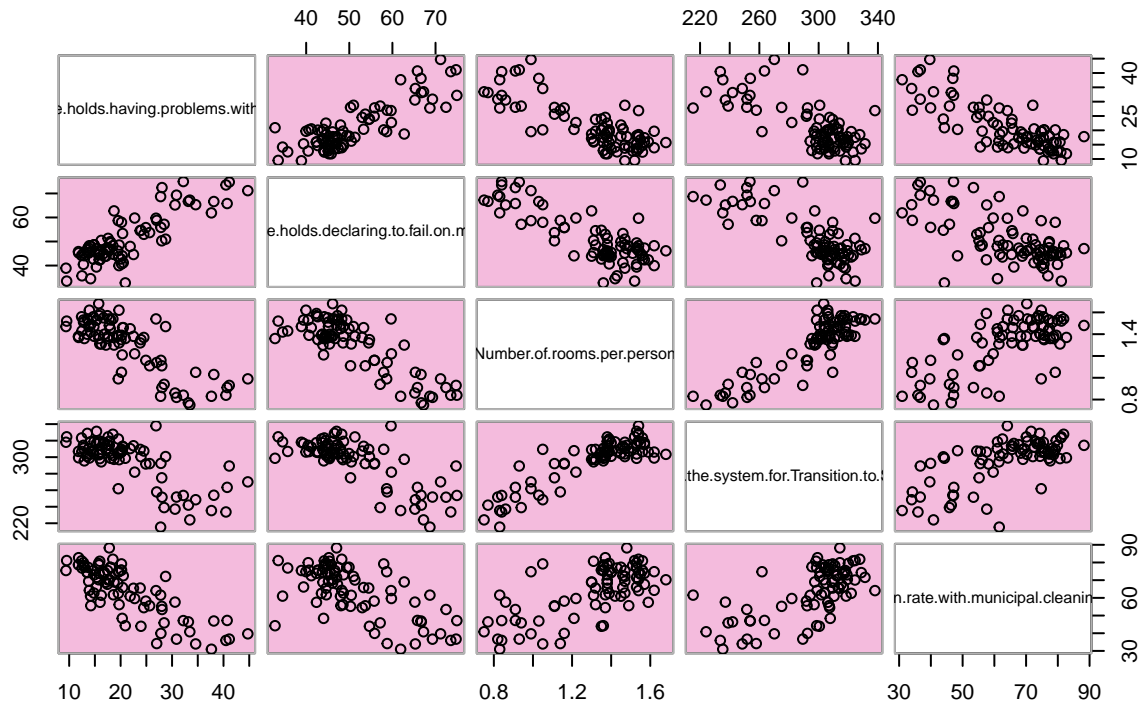 40 50 60 70
220 260 300 340
e.holds.having.problems.with
10 25 40
40 60
e.holds.declaring.to.fail.on.m
Number.of.rooms.per.person
0.8 1.4
220 300
.the.system.for.Transition.to.
n.rate.with.municipal.cleanin
30 60 90
10 20 30 40
0.8 1.2 1.6
30 50 70 90